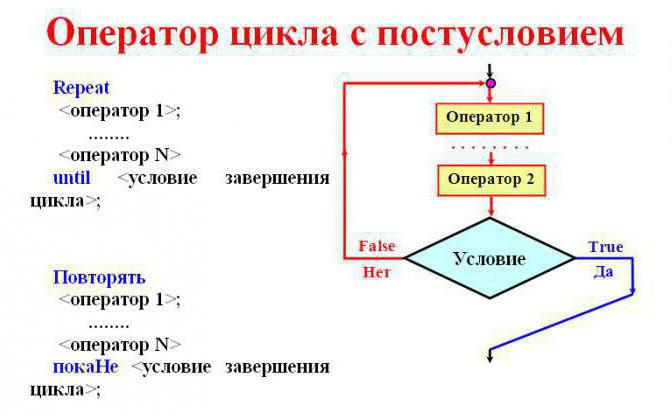 Оператор цикла с постусловием
Repeat
<оператор 1>;
........
<оператор N>
until <условие завершения
цикла>;
Повторять
<оператор 1>;
........
<оператор N>
покаНе <условие завершения
цикла>;
Оператор 1
. . . . . . . .
Оператор 2
Условие
False
Нет
True
Да